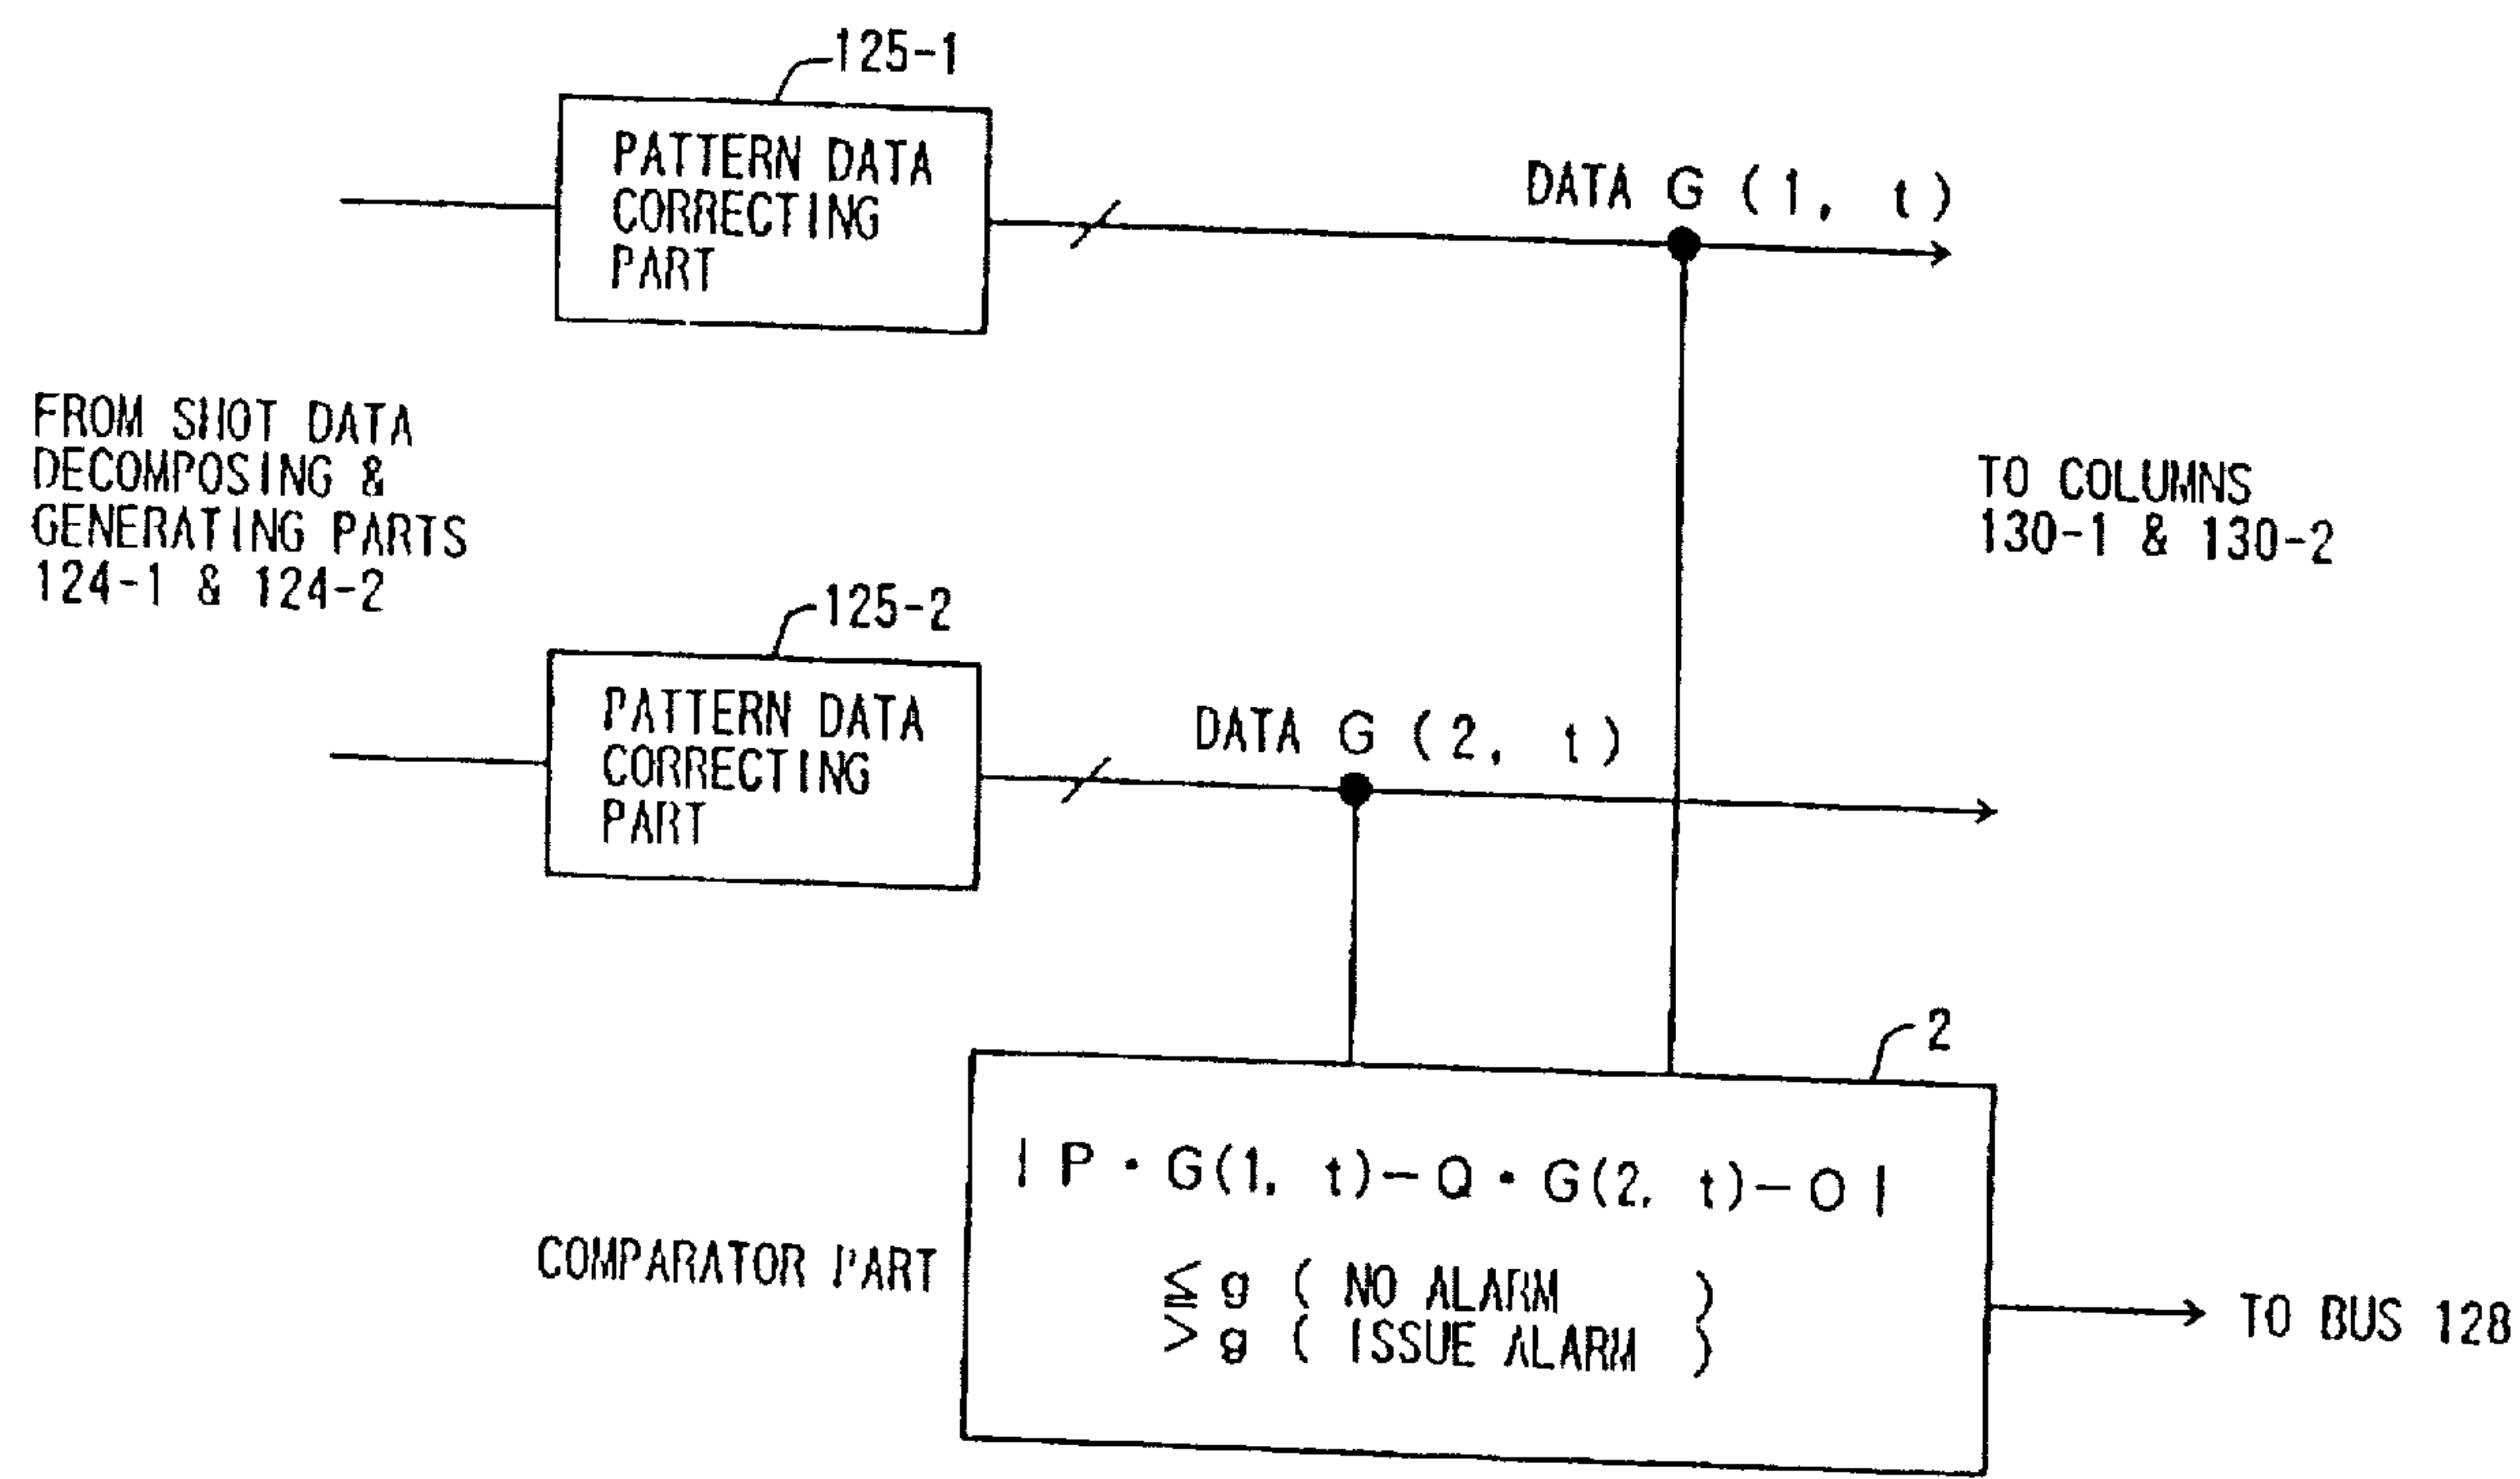 125-1
PATTERN DATA
CORRECTING
PART
DATA G (1, t)
FROM SHOT DATA
DECOMPOSING &
GENERATING PARTS
124-1 & 124-2
TO COLUMNS
130-1 & 130-2
125-2
PATTERN DATA
CORRECTING
PART
DATA G (2, t)
2
| P · G(1, t)-Q · G(2, t)-O |
COMPARATOR PART
≦ g ( NO ALARM )
> g ( ISSUE ALARM )
TO BUS 128